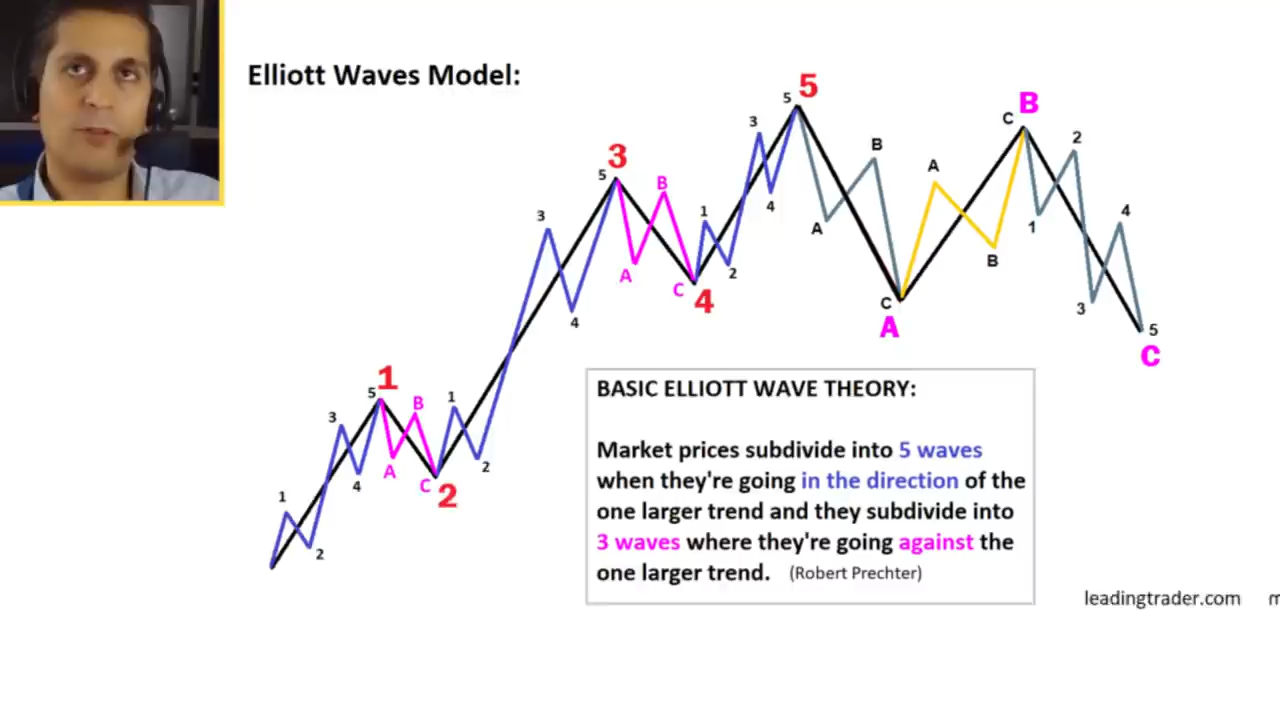 Elliott Waves Model:
5
5
B
C
3
3
5
B
1
4
2
A
B
A
C
4
2
A
B
A
C
1
4
2
3
5
C
3
4
1
5
3
4
B
A
C
2
1
2
1
2
BASIC ELLIOTT WAVE THEORY:
Market prices subdivide into 5 waves
when they're going in the direction of the
one larger trend and they subdivide into
3 waves where they're going against the
one larger trend. (Robert Prechter)
leadingtrader.com